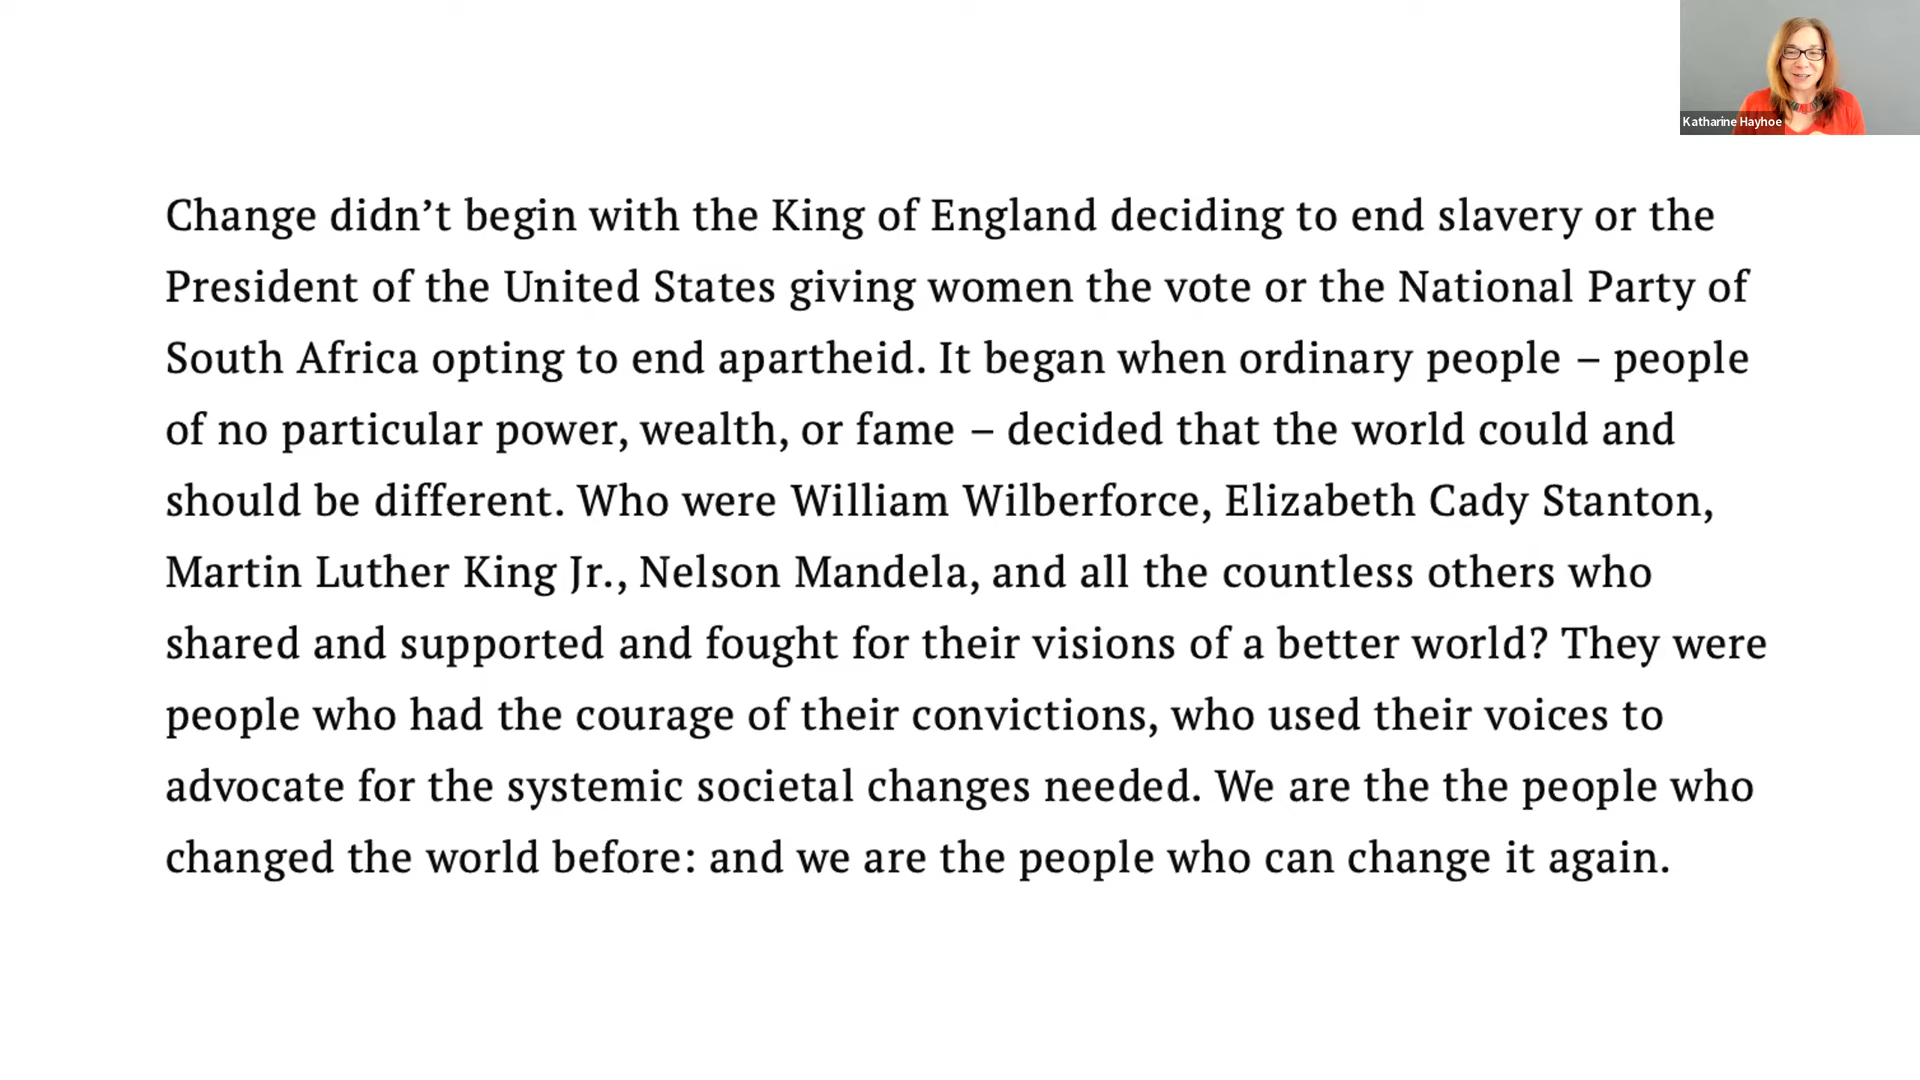 Katharine Hayhoe
Change didn’t begin with the King of England deciding to end slavery or the
President of the United States giving women the vote or the National Party of
South Africa opting to end apartheid. It began when ordinary people – people
of no particular power, wealth, or fame – decided that the world could and
should be different. Who were William Wilberforce, Elizabeth Cady Stanton,
Martin Luther King Jr., Nelson Mandela, and all the countless others who
shared and supported and fought for their visions of a better world? They were
people who had the courage of their convictions, who used their voices to
advocate for the systemic societal changes needed. We are the the people who
changed the world before: and we are the people who can change it again.